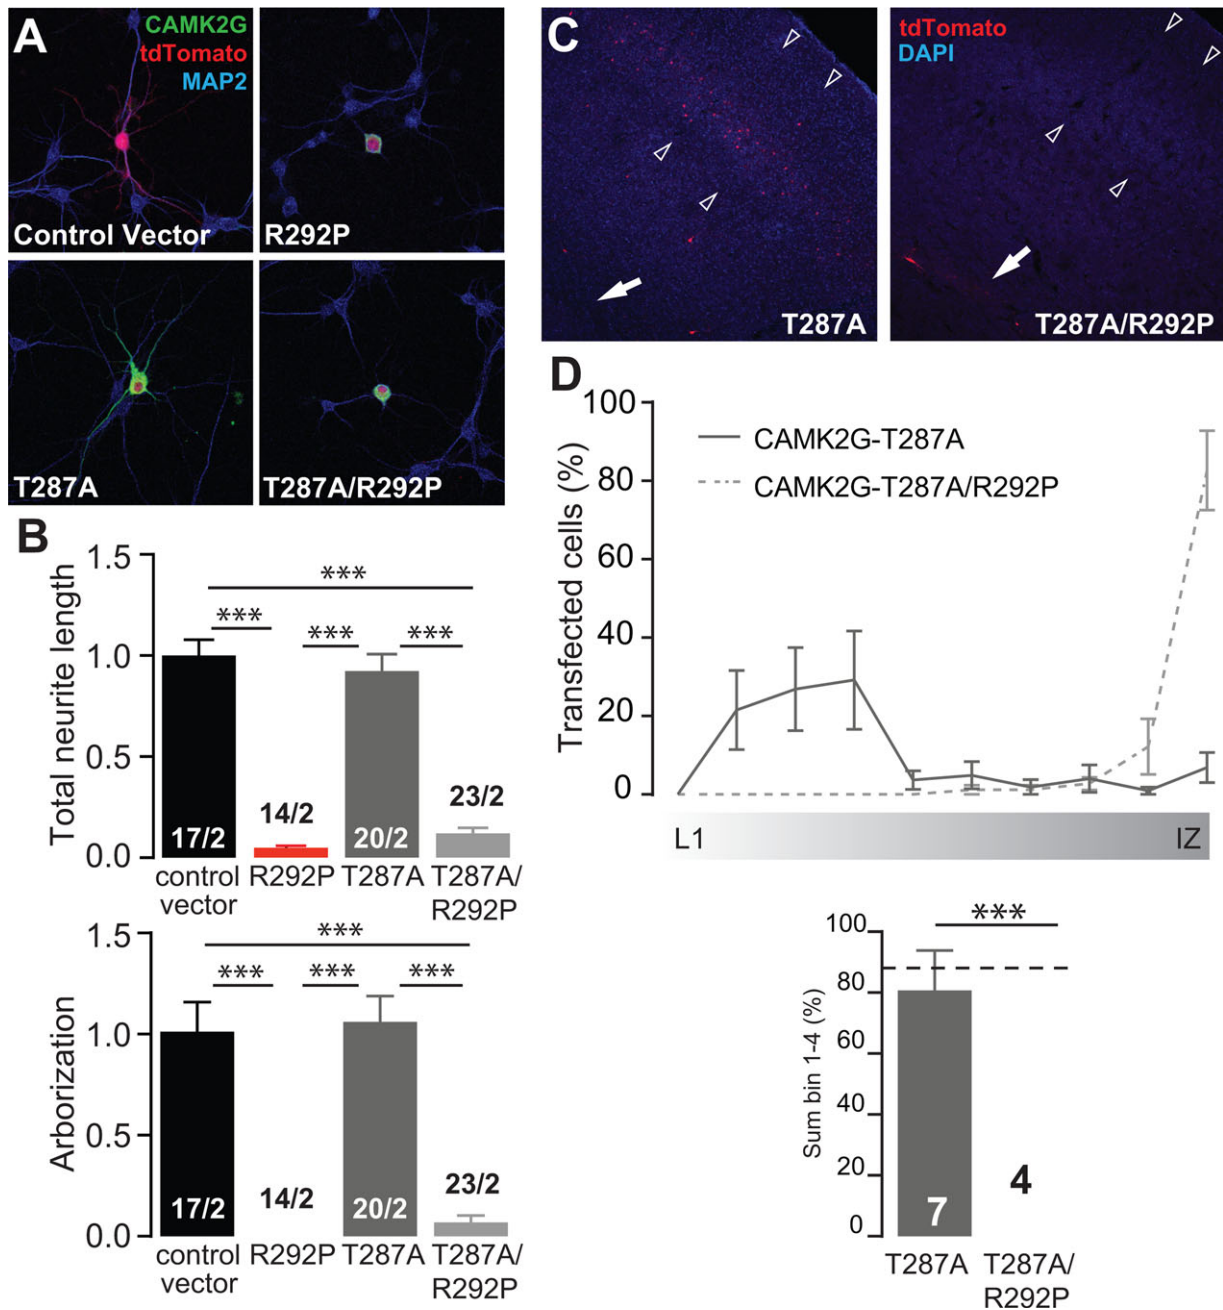 A
CAMK2G
tdTomato
MAP2
Control Vector
R292P
T287A
T287A/R292P
C
T287A
tdTomato
DAPI
T287A/R292P
B
Total neurite length
1.5
1.0
0.5
0.0
***
***
***
***
17/2
14/2
20/2
23/2
control
vector
R292P
T287A
T287A/
R292P
Arborization
1.5
1.0
0.5
0.0
***
***
***
***
17/2
14/2
20/2
23/2
control
vector
R292P
T287A
T287A/
R292P
D
Transfected cells (%)
100
80
60
40
20
0
CAMK2G-T287A
CAMK2G-T287A/R292P
L1
IZ
Sum bin 1-4 (%)
100
80
60
40
20
0
***
7
4
T287A
T287A/
R292P